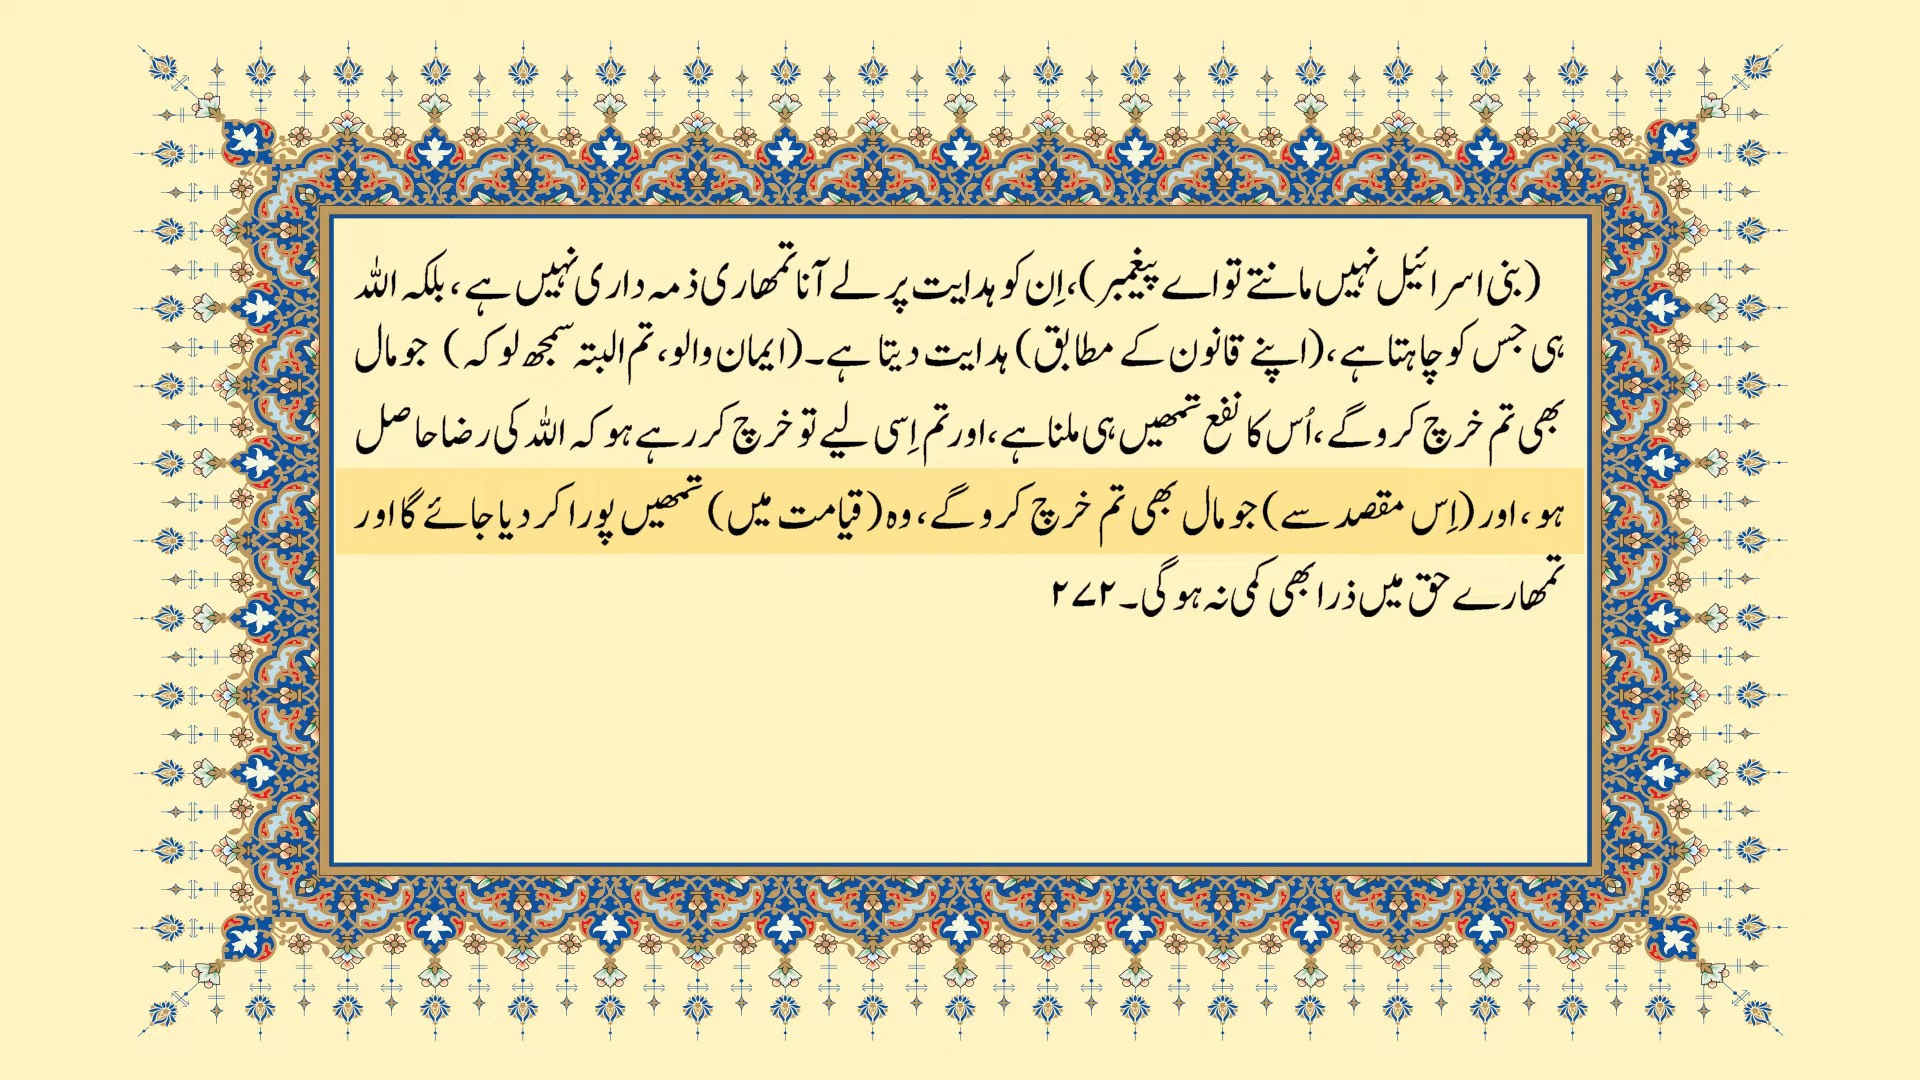 (بنی اسرائیل نہیں مانتے تو اے پیغمبر)، اِن کو ہدایت پر لے آنا تمھاری ذمہ داری نہیں ہے، بلکہ اللہ
ہی جس کو چاہتا ہے، (اپنے قانون کے مطابق) ہدایت دیتا ہے۔ (ایمان والو، تم البتہ سمجھ لو کہ) جو مال
بھی تم خرچ کرو گے، اُس کا نفع تمھیں ہی ملنا ہے، اور تم اِسی لیے تو خرچ کر رہے ہو کہ اللہ کی رضا حاصل
ہو، اور (اِس مقصد سے) جو مال بھی تم خرچ کرو گے، وہ (قیامت میں) تمھیں پورا کر دیا جائے گا اور
تمھارے حق میں ذرا بھی کمی نہ ہو گی۔ ۲۷۲